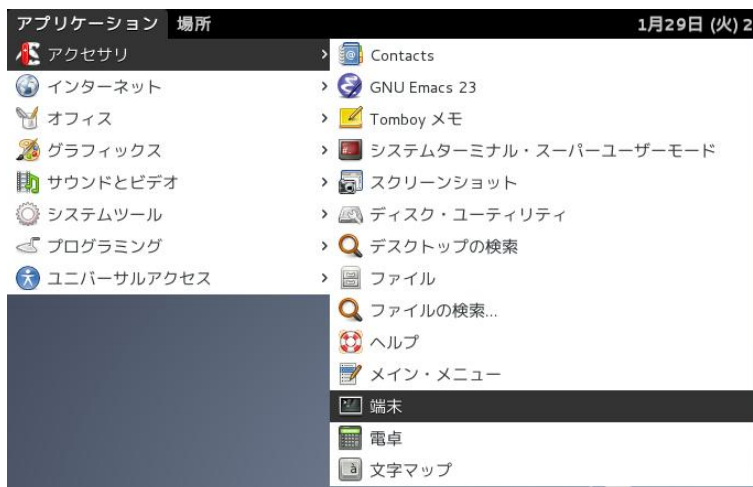 アプリケーション 場所 1月29日 (火) 2
アクセサリ
インターネット
オフィス
グラフィックス
サウンドとビデオ
システムツール
プログラミング
ユニバーサルアクセス
Contacts
GNU Emacs 23
Tomboy メモ
システムターミナル・スーパーユーザーモード
スクリーンショット
ディスク・ユーティリティ
デスクトップの検索
ファイル
ファイルの検索...
ヘルプ
メイン・メニュー
端末
電卓
文字マップ